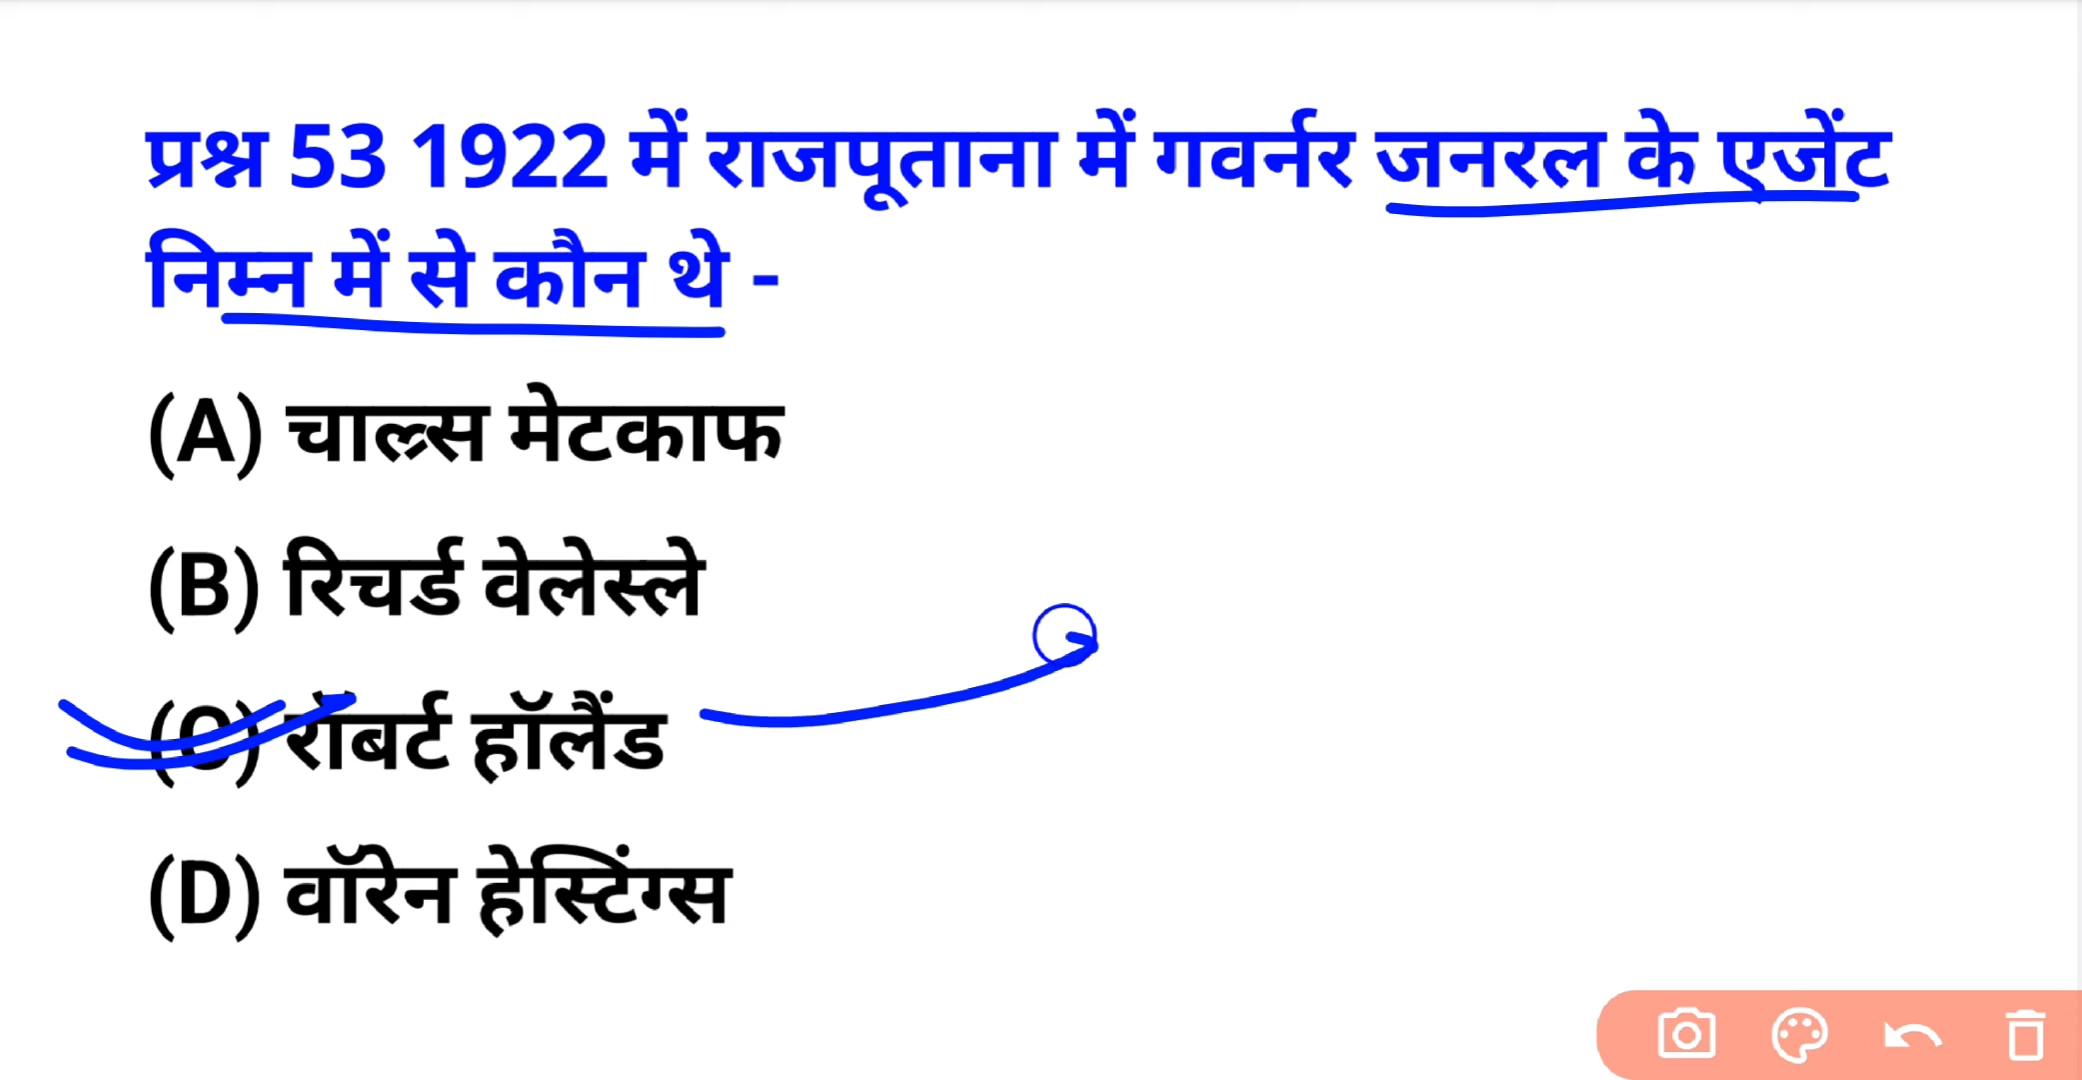 प्रश्न 53 1922 में राजपूताना में गवर्नर जनरल के एजेंट
निम्न में से कौन थे -
(A) चाल्र्स मेटकाफ
(B) रिचर्ड वेलेस्ले
(C) रॉबर्ट हॉलैंड
(D) वॉरेन हेस्टिंग्स